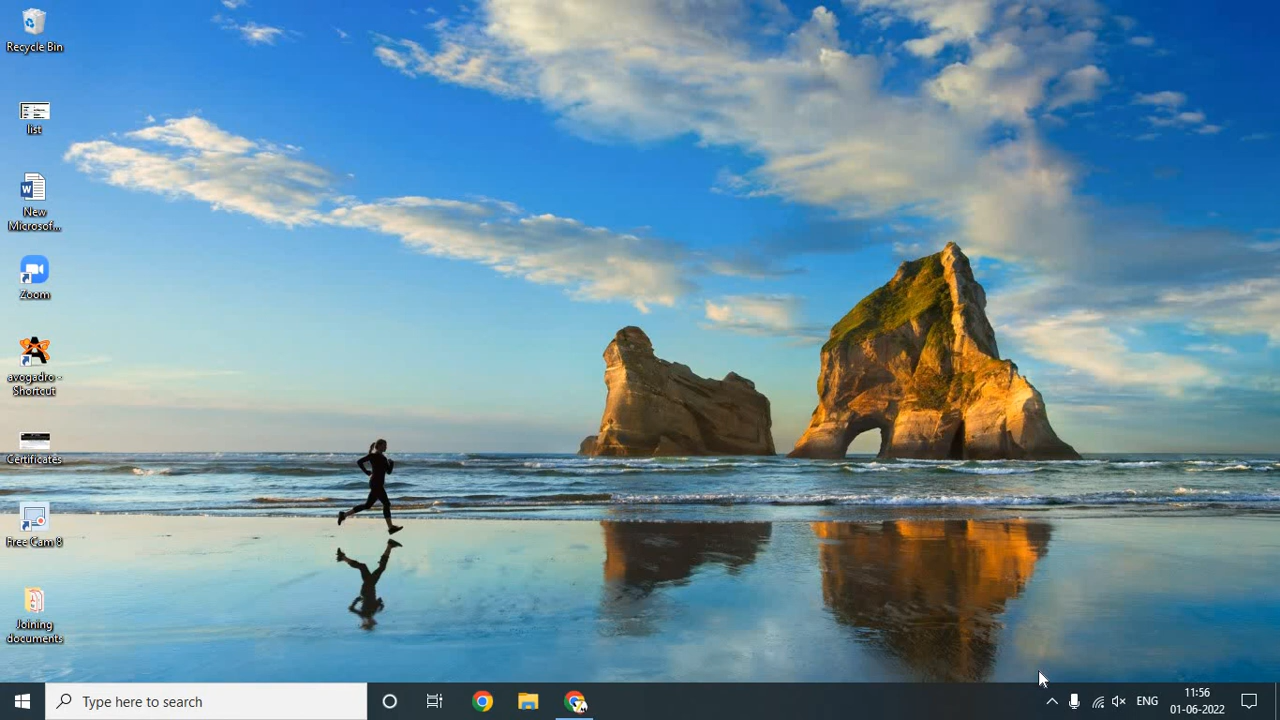 Recycle Bin
list
New
Microsof...
Zoom
avogadro -
Shortcut
Certificates
Free Cam 8
Joining
documents
Type here to search
ENG
11:56
01-06-2022